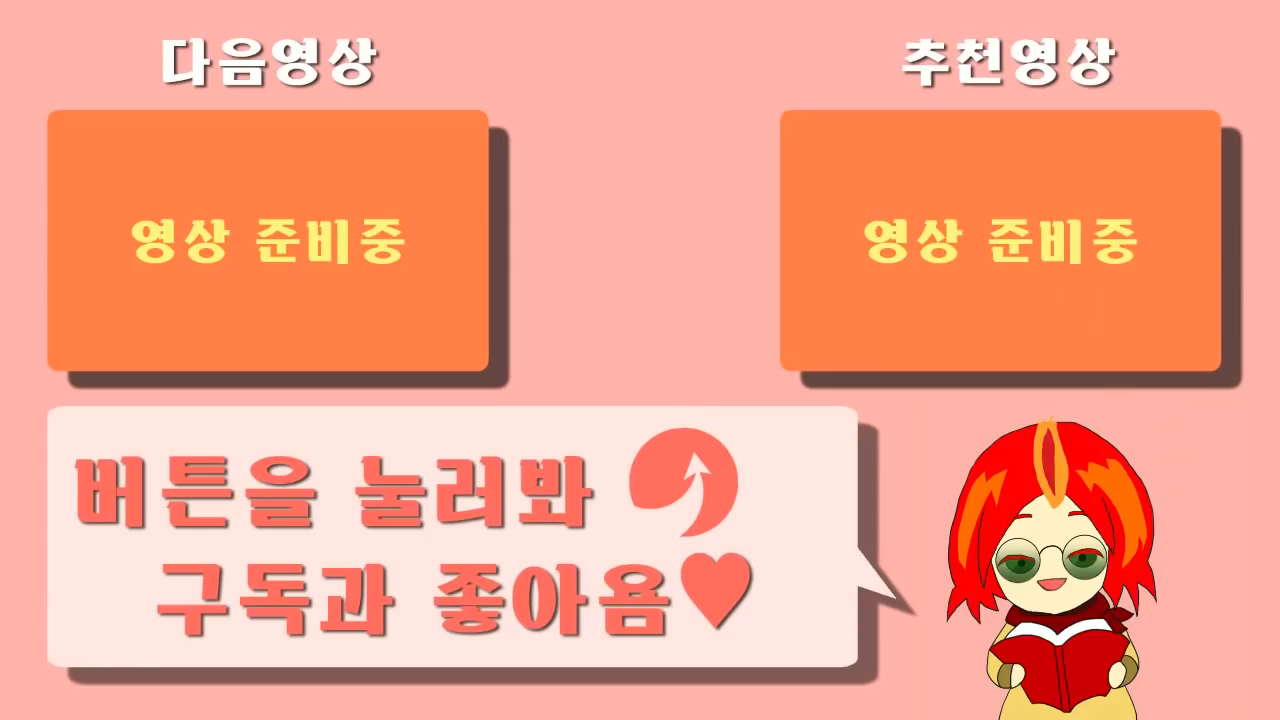 다음영상
추천영상
영상 준비중
영상 준비중
버튼을 눌러봐
구독과 좋아욤♥